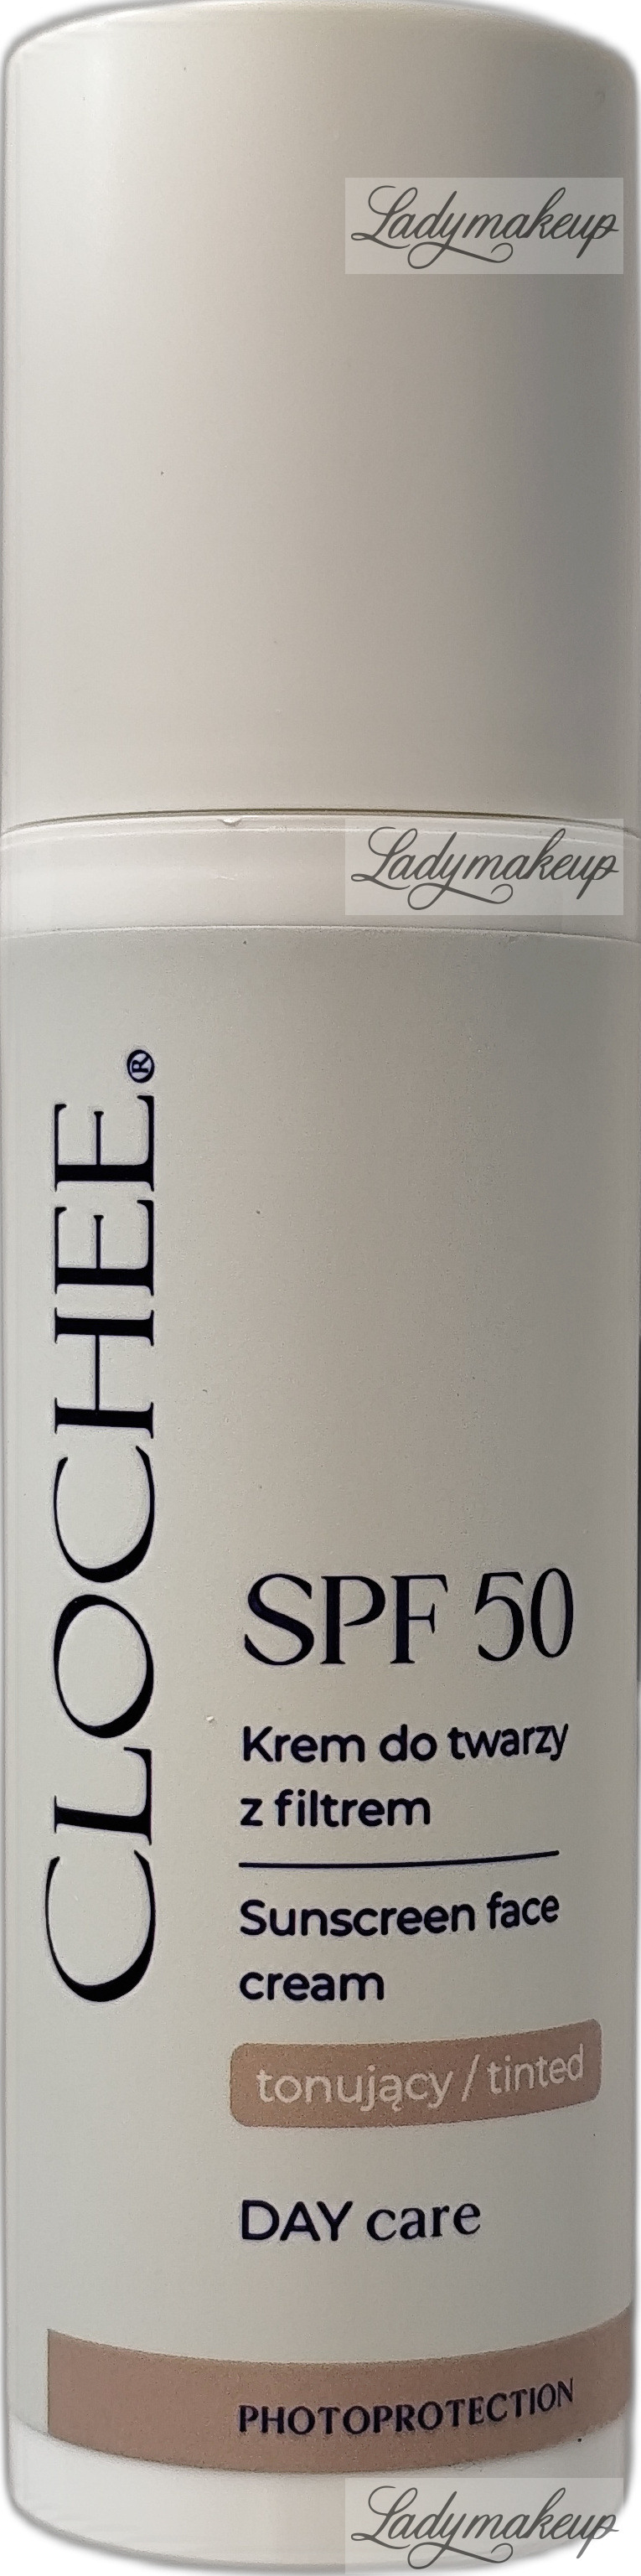 Ladymakeup
Ladymakeup
CLOCHEE®
SPF 50
Krem do twarzy
z filtrem
Sunscreen face
cream
tonujący / tinted
DAY care
PHOTOPROTECTION
Ladymakeup